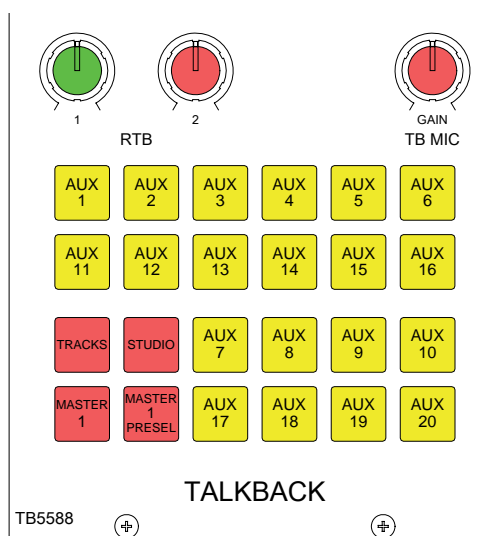 1
2
GAIN
RTB
TB MIC
AUX
1
AUX
2
AUX
3
AUX
4
AUX
5
AUX
6
AUX
11
AUX
12
AUX
13
AUX
14
AUX
15
AUX
16
TRACKS
STUDIO
AUX
7
AUX
8
AUX
9
AUX
10
MASTER
1
MASTER
1
PRESEL
AUX
17
AUX
18
AUX
19
AUX
20
TALKBACK
TB5588